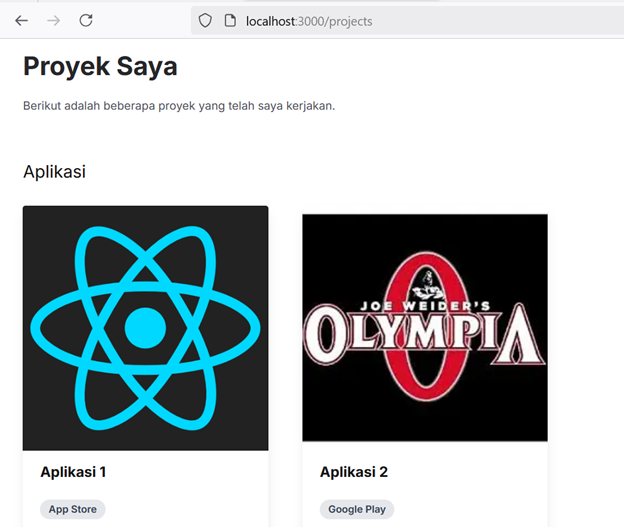 localhost:3000/projects
Proyek Saya
Berikut adalah beberapa proyek yang telah saya kerjakan.
Aplikasi
JOE WEIDER'S
OLYMPIA
Aplikasi 1
Aplikasi 2
App Store
Google Play